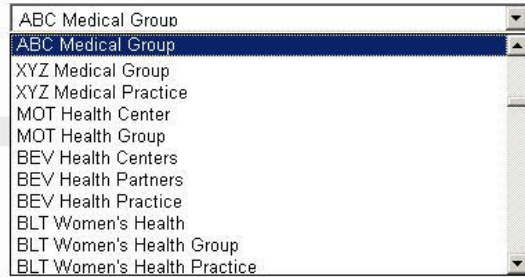 ABC Medical Group
ABC Medical Group
XYZ Medical Group
XYZ Medical Practice
MOT Health Center
MOT Health Group
BEV Health Centers
BEV Health Partners
BEV Health Practice
BLT Women's Health
BLT Women's Health Group
BLT Women's Health Practice